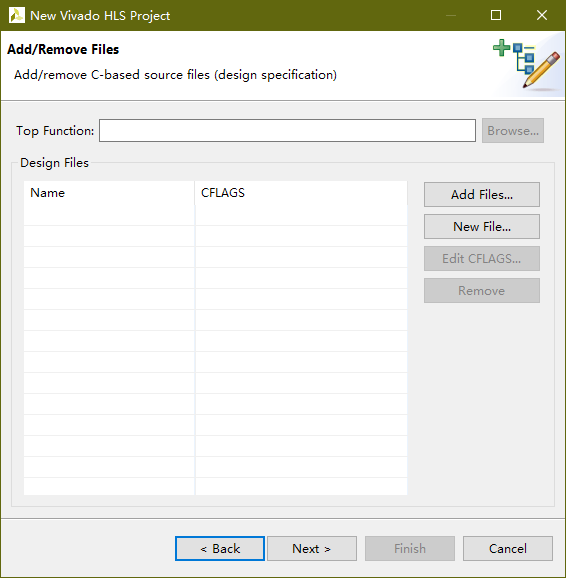 New Vivado HLS Project
Add/Remove Files
Add/remove C-based source files (design specification)
Top Function:
Browse...
Design Files
Name CFLAGS
Add Files...
New File...
Edit CFLAGS...
Remove
< Back Next > Finish Cancel